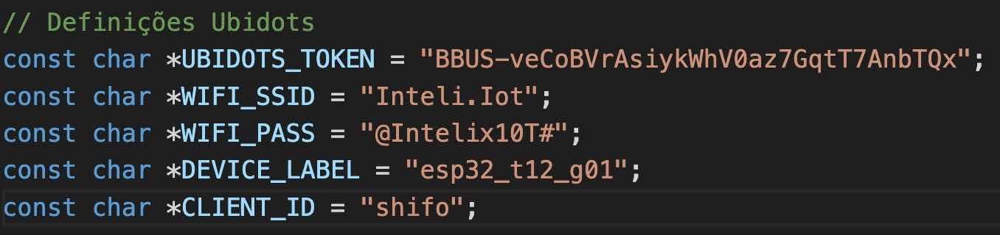 // Definições Ubidots
const char *UBIDOTS_TOKEN = "BBUS-veCoBVrAsiykWhV0az7GqtT7AnbTQx";
const char *WIFI_SSID = "Inteli.Iot";
const char *WIFI_PASS = "@Intelix10T#";
const char *DEVICE_LABEL = "esp32_t12_g01";
const char *CLIENT_ID = "shifo";